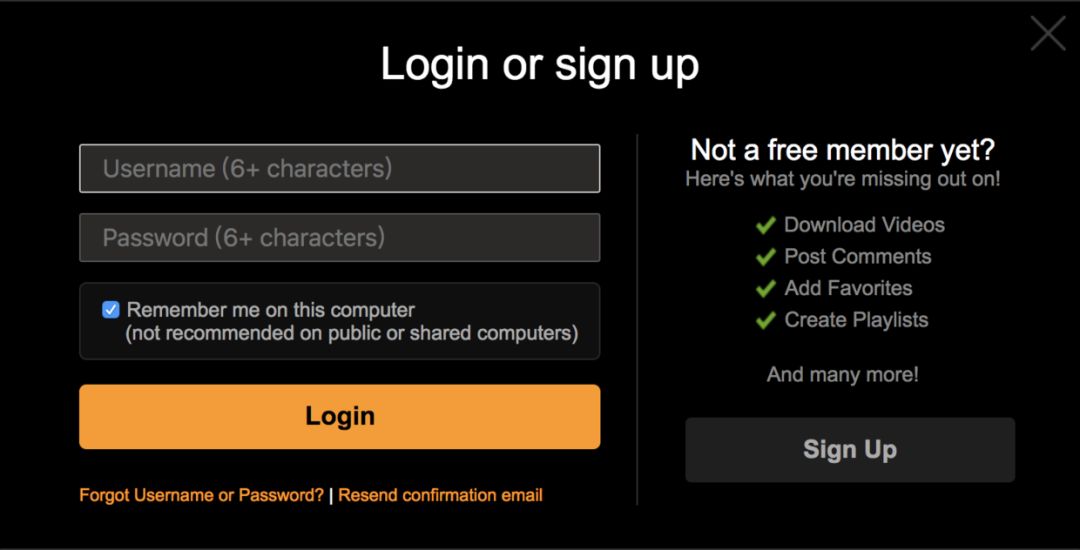 Login or sign up
Username (6+ characters)
Password (6+ characters)
Remember me on this computer
(not recommended on public or shared computers)
Login
Forgot Username or Password? | Resend confirmation email
Not a free member yet?
Here's what you're missing out on!
Download Videos
Post Comments
Add Favorites
Create Playlists
And many more!
Sign Up